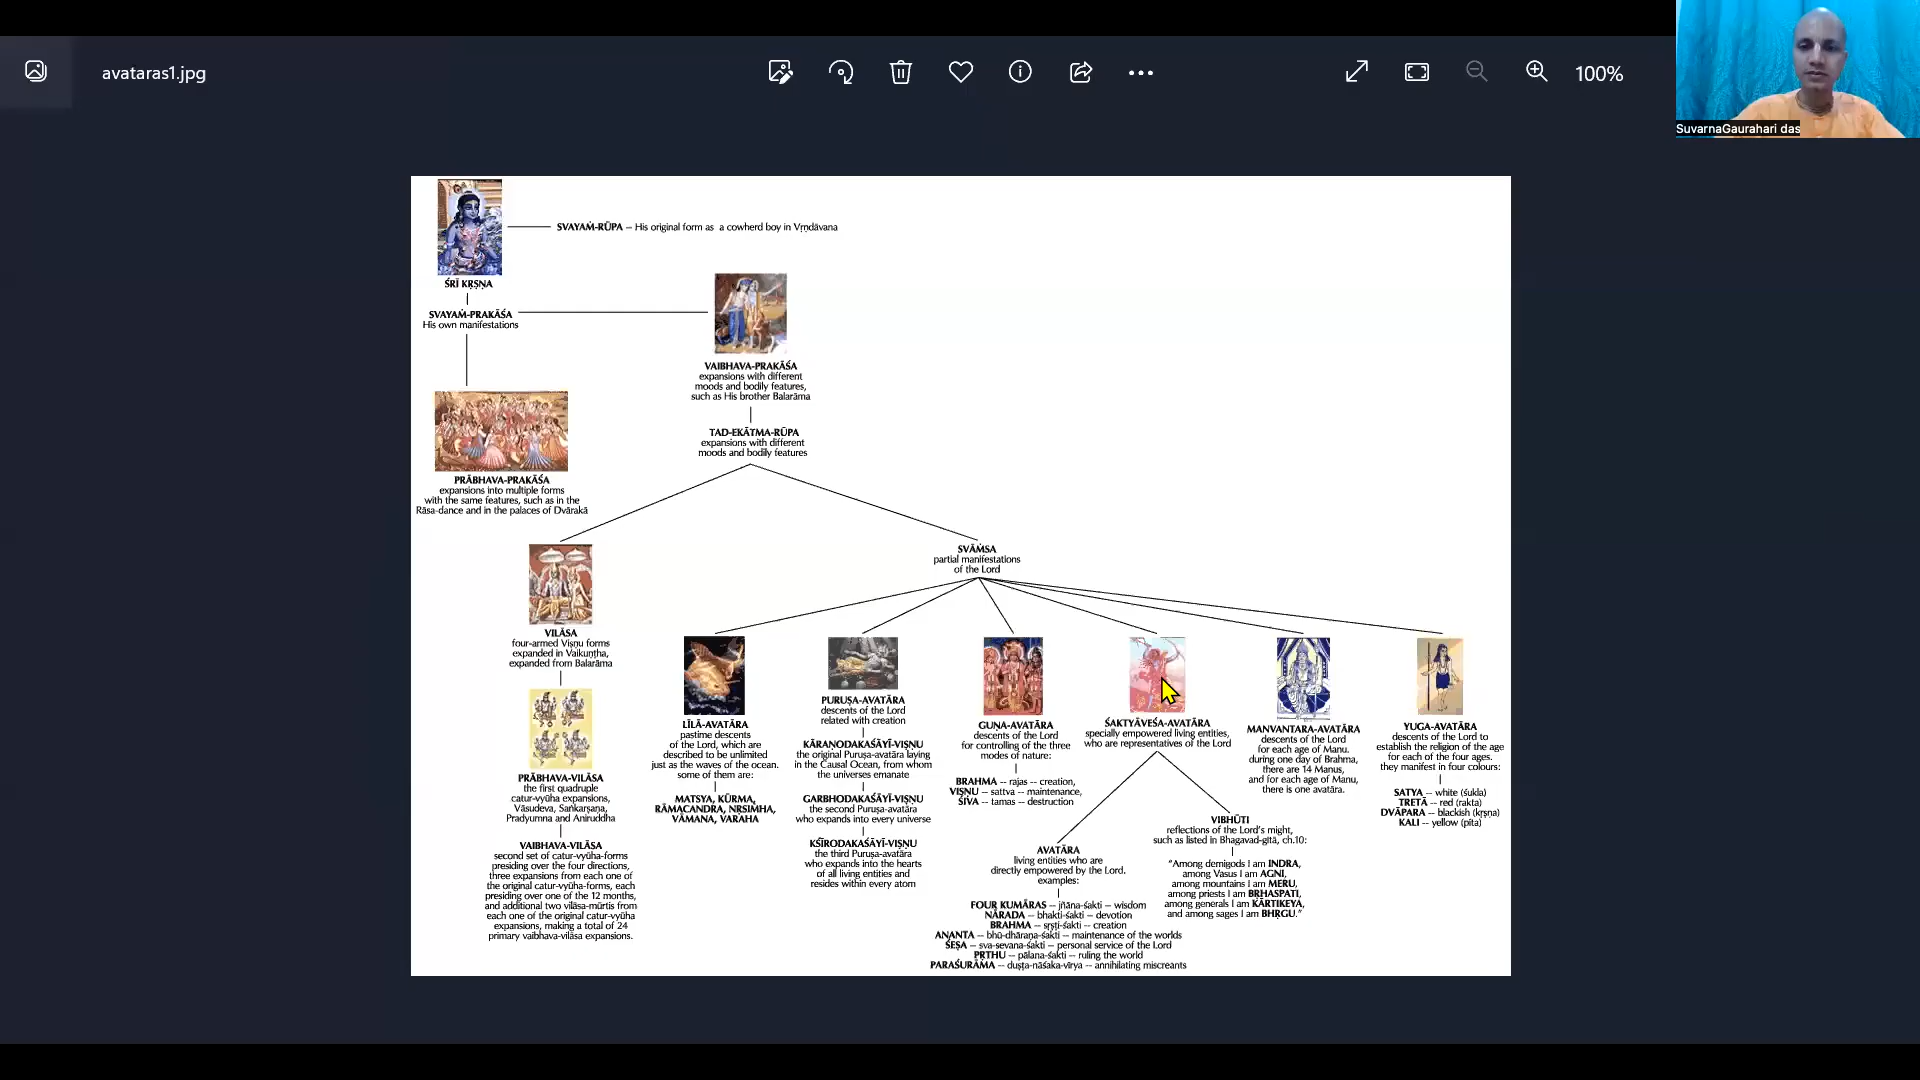 avataras1.jpg
100%
SuvarnaGaurahari das
SVAYAṀ-RŪPA – His original form as a cowherd boy in Vṛndāvana
ŚRĪ KṚṢṆA
SVAYAṀ-PRAKĀŚA
His own manifestations
VAIBHAVA-PRAKĀŚA
expansions with different
moods and bodily features,
such as His brother Balarāma
TAD-EKĀTMA-RŪPA
expansions with different
moods and bodily features
PRĀBHAVA-PRAKĀŚA
expansions into multiple forms
with the same features, such as in the
Rāsa-dance and in the palaces of Dvārakā
SVĀṀSA
partial manifestations
of the Lord
VILĀSA
four-armed Viṣṇu forms
expanded in Vaikuṇṭha,
expanded from Balarāma
PRĀBHAVA-VILĀSA
the first quadruple
catur-vyūha expansions,
Vāsudeva, Saṅkarṣaṇa,
Pradyumna and Aniruddha
VAIBHAVA-VILĀSA
second set of catur-vyūha-forms
presiding over the four directions,
three expansions from each one of
the original catur-vyūha-forms, each
presiding over one of the 12 months,
and additional two vilāsa-mūrtis from
each one of the original catur-vyūha
expansions, making a total of 24
primary vaibhava-vilāsa expansions.
LĪLĀ-AVATĀRA
pastime descents
of the Lord, which are
described to be unlimited
just as the waves of the ocean.
some of them are:
MATSYA, KŪRMA,
RĀMACANDRA, NṚSIṀHA,
VĀMANA, VARAHA
PURUṢA-AVATĀRA
descents of the Lord
related with creation
KĀRAṆODAKAŚĀYĪ-VIṢṆU
the original Puruṣa-avatāra laying
in the Causal Ocean, from whom
the universes emanate
GARBHODAKAŚĀYĪ-VIṢṆU
the second Puruṣa-avatāra
who expands into every universe
KṢĪRODAKAŚĀYĪ-VIṢṆU
the third Puruṣa-avatāra
who expands into the hearts
of all living entities and
resides within every atom
GUṆA-AVATĀRA
descents of the Lord
for controlling of the three
modes of nature:
BRAHMA -- rajas -- creation,
VIṢṆU -- sattva -- maintenance,
ŚIVA -- tamas -- destruction
ŚAKTYĀVEŚA-AVATĀRA
specially empowered living entities,
who are representatives of the Lord
AVATĀRA
living entities who are
directly empowered by the Lord.
examples:
FOUR KUMĀRAS -- jñāna-śakti -- wisdom
NĀRADA -- bhakti-śakti -- devotion
BRAHMA -- sṛṣṭi-śakti -- creation
ANANTA -- bhū-dhāraṇa-śakti -- maintenance of the worlds
ŚEṢA -- sva-sevana-śakti -- personal service of the Lord
PṚTHU -- pālana-śakti -- ruling the world
PARAŚURĀMA -- duṣṭa-nāśaka-vīrya -- annihilating miscreants
VIBHŪTI
reflections of the Lord's might,
such as listed in Bhagavad-gītā, ch.10:
"Among demigods I am INDRA,
among Vasus I am AGNI,
among mountains I am MERU,
among priests I am BṚHASPATI,
among generals I am KĀRTIKEYA,
and among sages I am BHṚGU."
MANVANTARA-AVATĀRA
descents of the Lord
for each age of Manu.
during one day of Brahma,
there are 14 Manus,
and for each age of Manu,
there is one avatāra.
YUGA-AVATĀRA
descents of the Lord to
establish the religion of the age
for each of the four ages.
they manifest in four colours:
SATYA -- white (śukla)
TRETĀ -- red (rakta)
DVĀPARA -- blackish (kṛṣṇa)
KALI -- yellow (pīta)